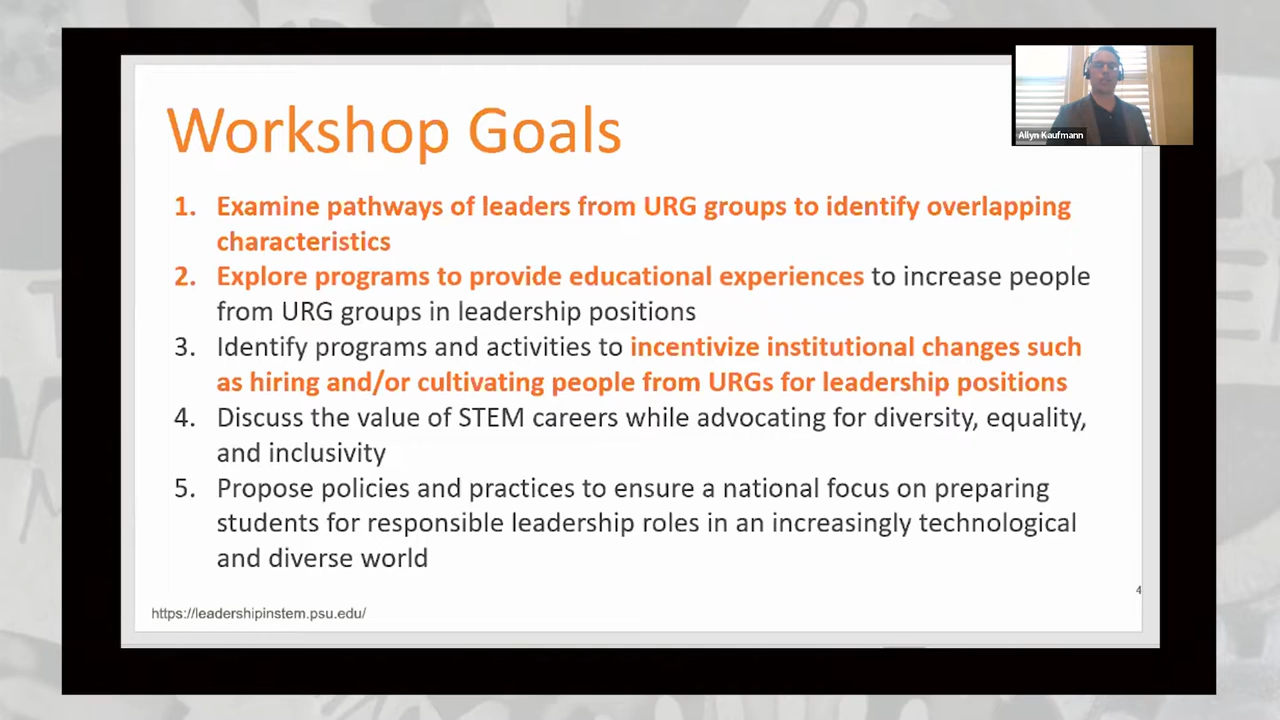 Workshop Goals
Allyn Kaufmann
1. Examine pathways of leaders from URG groups to identify overlapping
characteristics
2. Explore programs to provide educational experiences to increase people
from URG groups in leadership positions
3. Identify programs and activities to incentivize institutional changes such
as hiring and/or cultivating people from URGs for leadership positions
4. Discuss the value of STEM careers while advocating for diversity, equality,
and inclusivity
5. Propose policies and practices to ensure a national focus on preparing
students for responsible leadership roles in an increasingly technological
and diverse world
4
https://leadershipinstem.psu.edu/